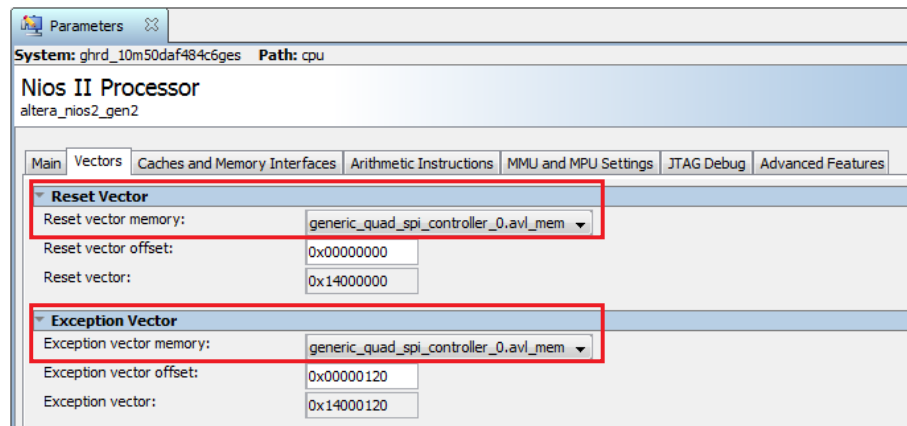 Parameters
System: ghrd_10m50daf484c6ges Path: cpu
Nios II Processor
altera_nios2_gen2
Main Vectors Caches and Memory Interfaces Arithmetic Instructions MMU and MPU Settings JTAG Debug Advanced Features
Reset Vector
Reset vector memory: generic_quad_spi_controller_0.avl_mem
Reset vector offset: 0x00000000
Reset vector: 0x14000000
Exception Vector
Exception vector memory: generic_quad_spi_controller_0.avl_mem
Exception vector offset: 0x00000120
Exception vector: 0x14000120